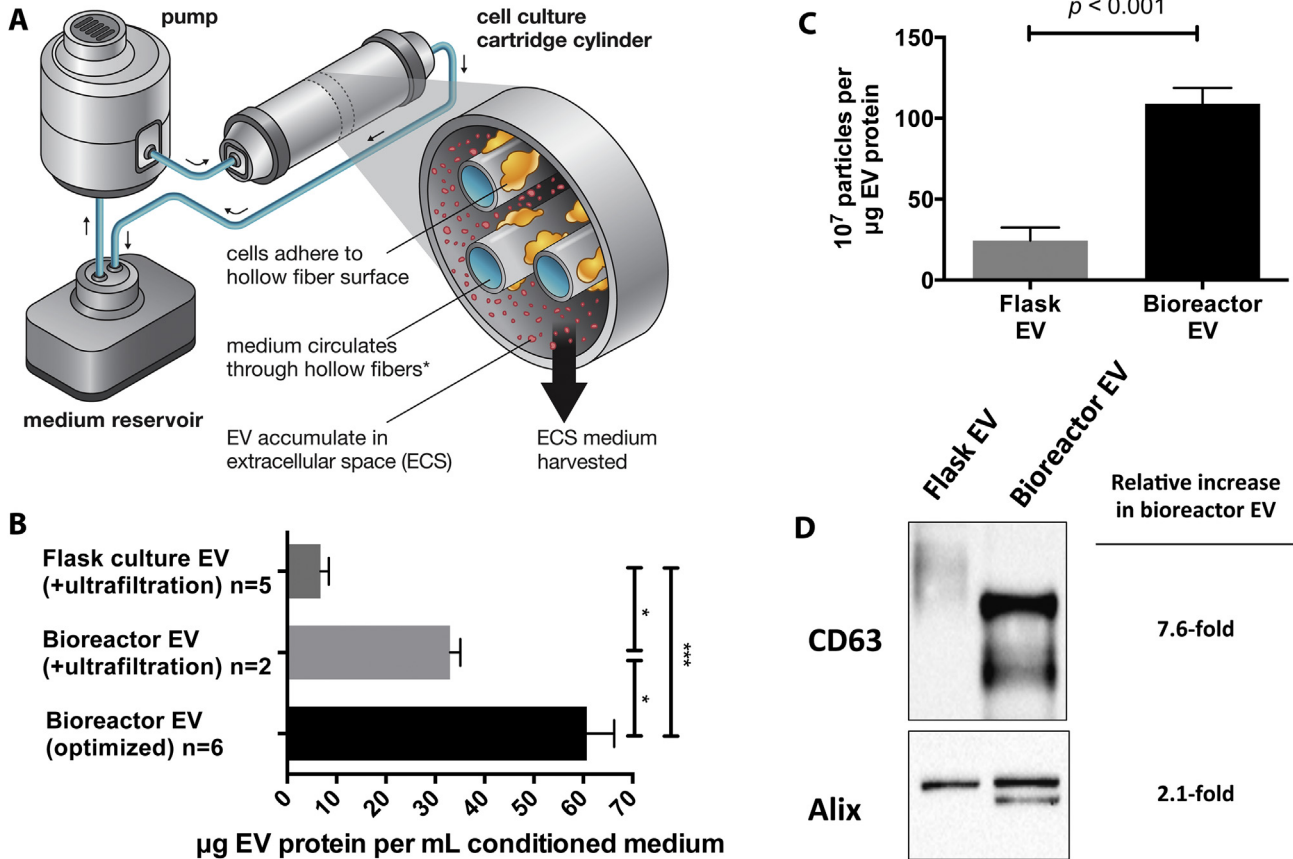 A
pump
cell culture
cartridge cylinder
cells adhere to
hollow fiber surface
medium circulates
through hollow fibers*
medium reservoir
EV accumulate in
extracellular space (ECS)
ECS medium
harvested
B
Flask culture EV
(+ultrafiltration) n=5
Bioreactor EV
(+ultrafiltration) n=2
Bioreactor EV
(optimized) n=6
*
*
***
0 10 20 30 40 50 60 70
µg EV protein per mL conditioned medium
C
p < 0.001
10⁷ particles per
µg EV protein
150
100
50
0
Flask
EV
Bioreactor
EV
D
Flask EV
Bioreactor EV
Relative increase
in bioreactor EV
CD63
7.6-fold
Alix
2.1-fold